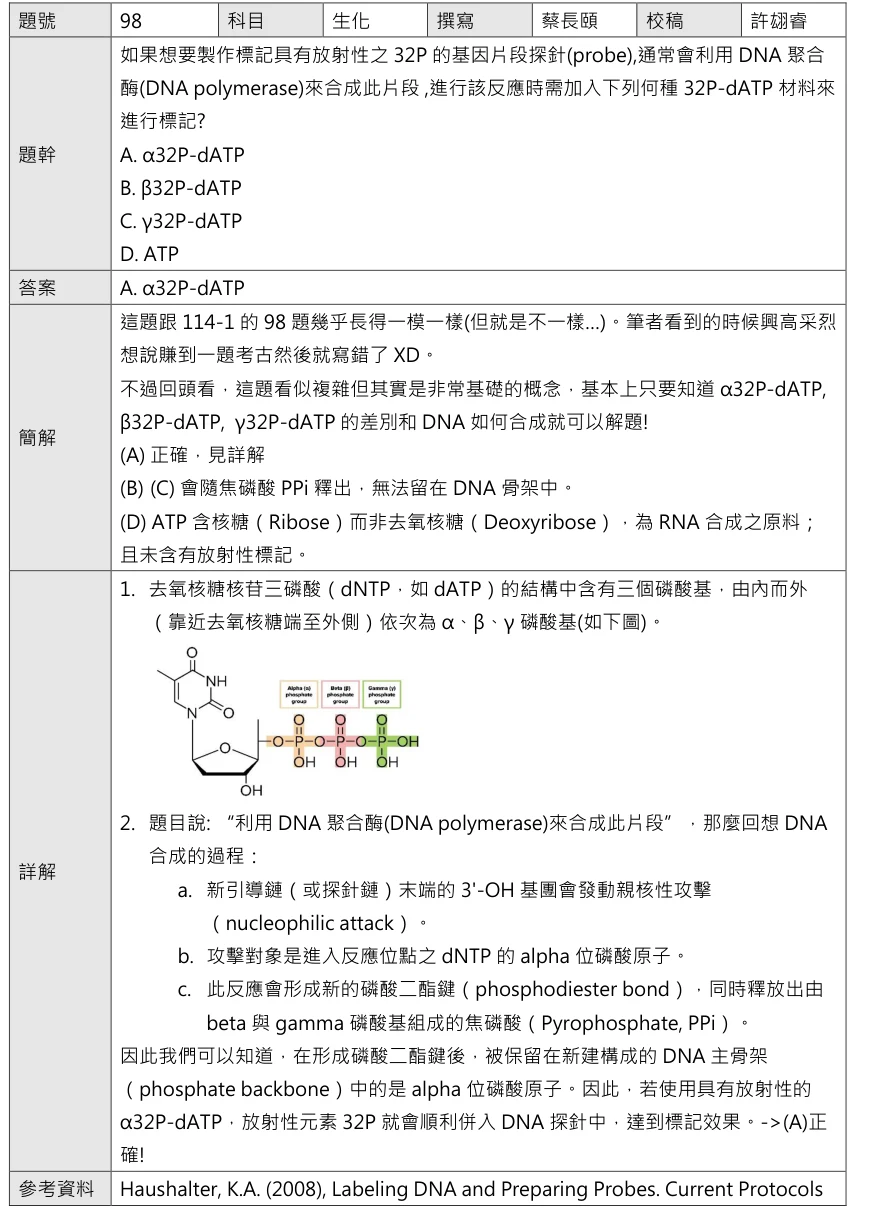 題號 98 科目 生化 撰寫 蔡長頤 校稿 許翃睿
題幹
如果想要製作標記具有放射性之 32P 的基因片段探針(probe),通常會利用 DNA 聚合
酶(DNA polymerase)來合成此片段 ,進行該反應時需加入下列何種 32P-dATP 材料來
進行標記?
A. α32P-dATP
B. β32P-dATP
C. γ32P-dATP
D. ATP
答案 A. α32P-dATP
簡解
這題跟 114-1 的 98 題幾乎長得一模一樣(但就是不一樣…)。筆者看到的時候興高采烈
想說賺到一題考古然後就寫錯了 XD。
不過回頭看,這題看似複雜但其實是非常基礎的概念,基本上只要知道 α32P-dATP,
β32P-dATP, γ32P-dATP 的差別和 DNA 如何合成就可以解題!
(A) 正確,見詳解
(B) (C) 會隨焦磷酸 PPi 釋出,無法留在 DNA 骨架中。
(D) ATP 含核糖(Ribose)而非去氧核糖(Deoxyribose),為 RNA 合成之原料;
且未含有放射性標記。
詳解
1. 去氧核糖核苷三磷酸(dNTP,如 dATP)的結構中含有三個磷酸基,由內而外
(靠近去氧核糖端至外側)依次為 α、β、γ 磷酸基(如下圖)。
O
NH
N
O
O
OH
Alpha (α)
phosphate
group
Beta (β)
phosphate
group
Gamma (γ)
phosphate
group
O O O
O P O P O P OH
OH OH OH
2. 題目說: “利用 DNA 聚合酶(DNA polymerase)來合成此片段” ,那麼回想 DNA
合成的過程:
a. 新引導鏈(或探針鏈)末端的 3'-OH 基團會發動親核性攻擊
(nucleophilic attack)。
b. 攻擊對象是進入反應位點之 dNTP 的 alpha 位磷酸原子。
c. 此反應會形成新的磷酸二酯鍵(phosphodiester bond),同時釋放出由
beta 與 gamma 磷酸基組成的焦磷酸(Pyrophosphate, PPi)。
因此我們可以知道,在形成磷酸二酯鍵後,被保留在新建構成的 DNA 主骨架
(phosphate backbone)中的是 alpha 位磷酸原子。因此,若使用具有放射性的
α32P-dATP,放射性元素 32P 就會順利併入 DNA 探針中,達到標記效果。->(A)正
確!
參考資料 Haushalter, K.A. (2008), Labeling DNA and Preparing Probes. Current Protocols